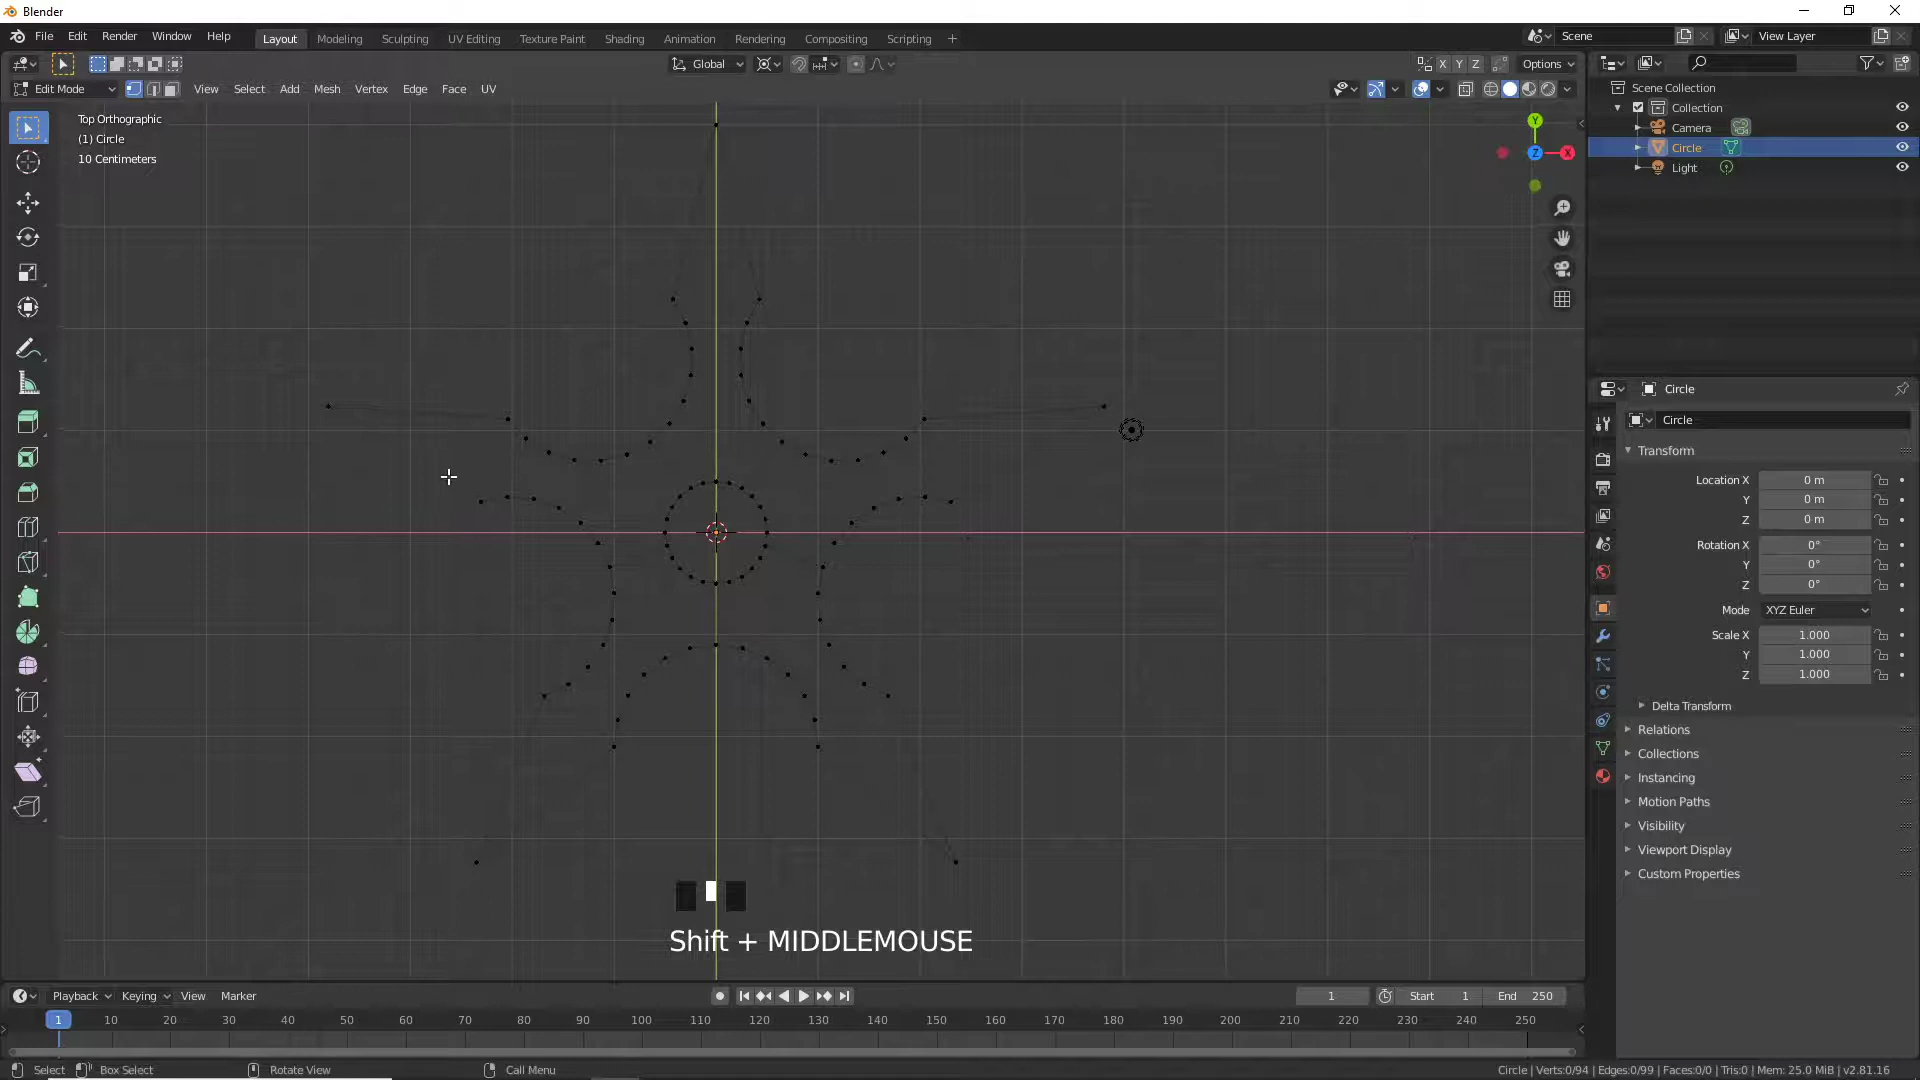 Blender
File Edit Render Window Help
Layout Modeling Sculpting UV Editing Texture Paint Shading Animation Rendering Compositing Scripting +
Scene
View Layer
Global
X Y Z
Options
Edit Mode
View Select Add Mesh Vertex Edge Face UV
Scene Collection
Collection
Camera
Circle
Light
Top Orthographic
(1) Circle
10 Centimeters
Y
Z
X
Circle
Circle
Transform
Location X 0 m
Y 0 m
Z 0 m
Rotation X 0°
Y 0°
Z 0°
Mode XYZ Euler
Scale X 1.000
Y 1.000
Z 1.000
Delta Transform
Relations
Collections
Instancing
Motion Paths
Visibility
Viewport Display
Custom Properties
Shift + MIDDLEMOUSE
Playback Keying View Marker
1
Start 1 End 250
1 10 20 30 40 50 60 70 80 90 100 110 120 130 140 150 160 170 180 190 200 210 220 230 240 250
Select Box Select Rotate View Call Menu
Circle | Verts:0/94 | Edges:0/99 | Faces:0/0 | Tris:0 | Mem: 25.0 MiB | v2.81.16